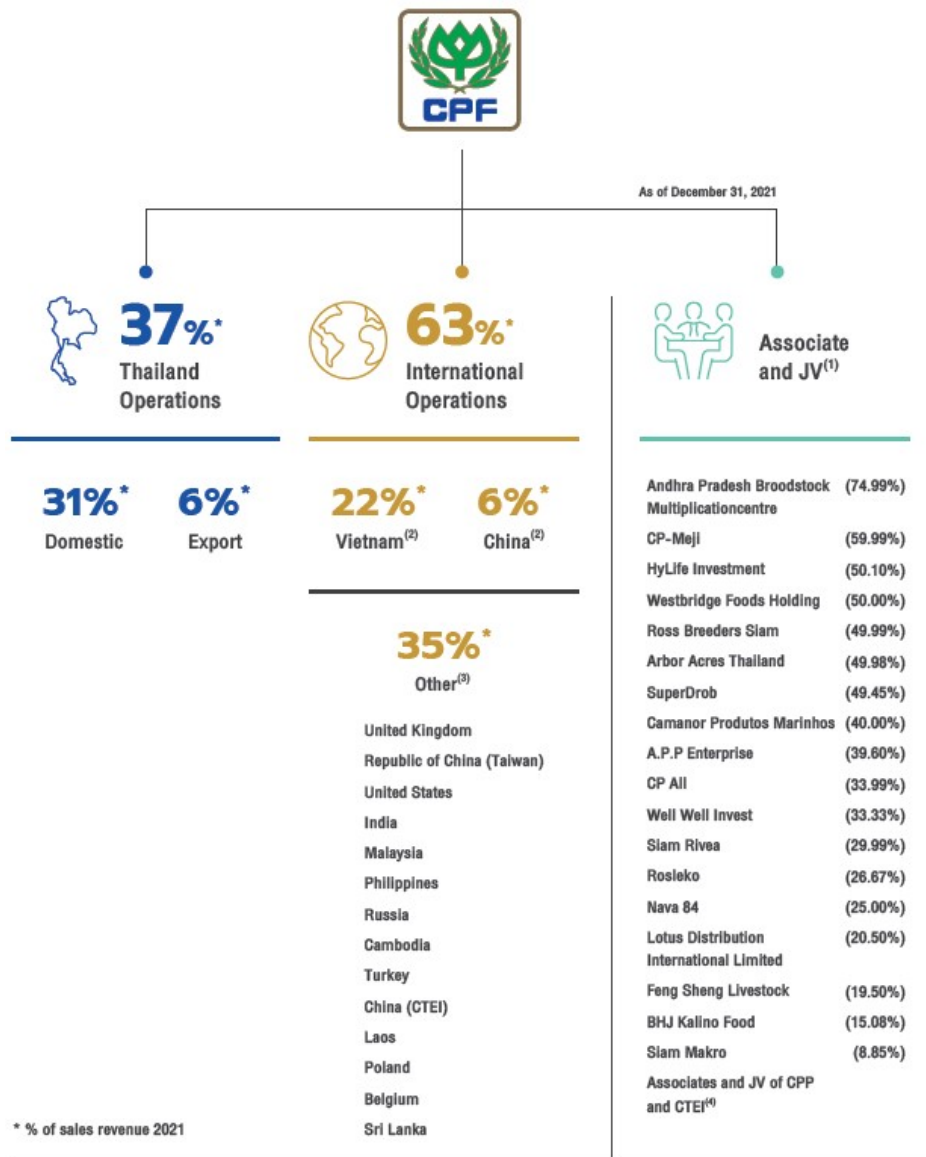 CPF
As of December 31, 2021
37%*
Thailand
Operations
31%* 6%*
Domestic Export
63%*
International
Operations
22%* 6%*
Vietnam(2) China(2)
35%*
Other(3)
United Kingdom
Republic of China (Taiwan)
United States
India
Malaysia
Philippines
Russia
Cambodia
Turkey
China (CTEI)
Laos
Poland
Belgium
Sri Lanka
Associate
and JV(1)
Andhra Pradesh Broodstock (74.99%)
Multiplicationcentre
CP-Meji (59.99%)
HyLife Investment (50.10%)
Westbridge Foods Holding (50.00%)
Ross Breeders Siam (49.99%)
Arbor Acres Thailand (49.98%)
SuperDrob (49.45%)
Camanor Produtos Marinhos (40.00%)
A.P.P Enterprise (39.60%)
CP All (33.99%)
Well Well Invest (33.33%)
Siam Rivea (29.99%)
Rosleko (26.67%)
Nava 84 (25.00%)
Lotus Distribution (20.50%)
International Limited
Feng Sheng Livestock (19.50%)
BHJ Kalino Food (15.08%)
Siam Makro (8.85%)
Associates and JV of CPP
and CTEI(4)
* % of sales revenue 2021